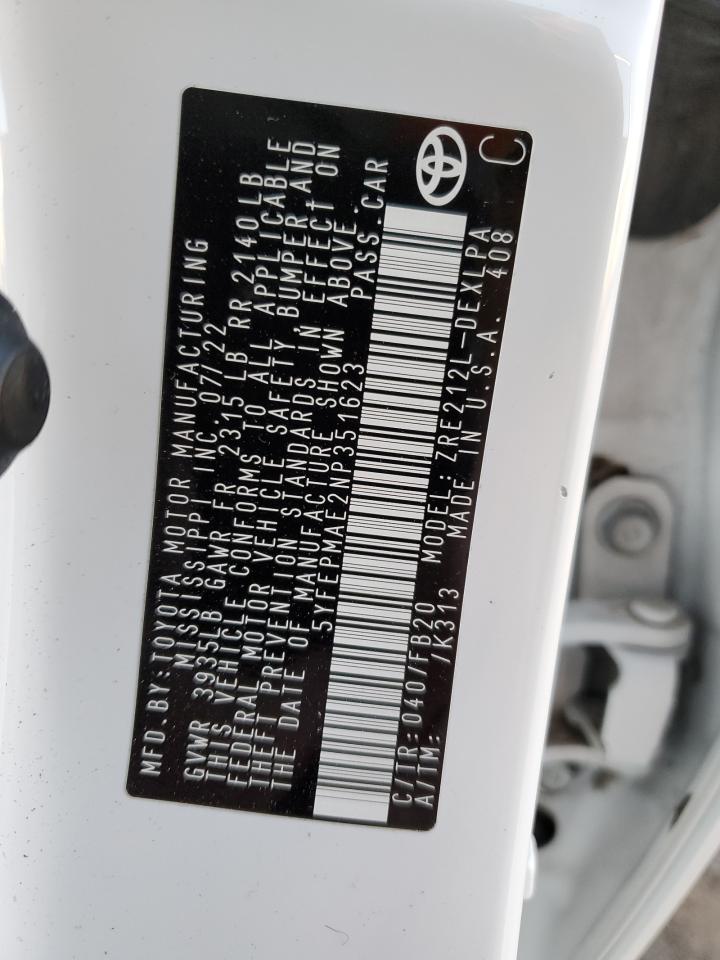 MFD.BY:TOYOTA MOTOR MANUFACTURING
MISSISSIPPI INC. 07/22
GVWR 3935LB GAWR FR 2315 LB RR 2140LB
THIS VEHICLE CONFORMS TO ALL APPLICABLE
FEDERAL MOTOR VEHICLE SAFETY, BUMPER AND
THEFT PREVENTION STANDARDS IN EFFECT ON
THE DATE OF MANUFACTURE SHOWN ABOVE.
5YFEPMAE2NP351623 PASS.CAR
C/TR:040/FB20 MODEL:ZRE212L-DEXLPA
A/TM: /K313 MADE IN U.S.A. 408
C